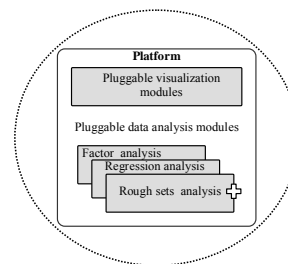 Platform
Pluggable visualization
modules
Pluggable data analysis modules
Factor analysis
Regression analysis
Rough sets analysis